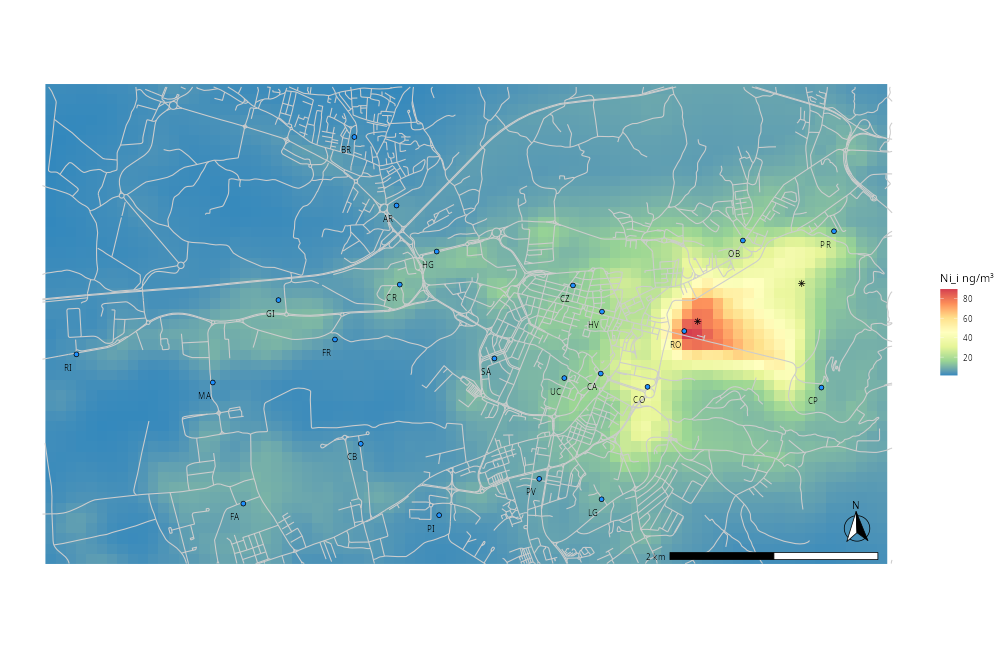 BR
AR
OB
PR
HG
Ni_i ng/m³
CR
CZ
80
GI
HV
60
RO
40
FR
20
RI
SA
MA
UC
CA
CO
CP
CB
PV
FA
LG
N
PI
2 km